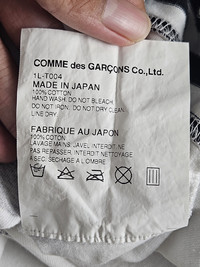 COMME des GARÇONS Co.,Ltd.
1L-T004
MADE IN JAPAN
100% COTTON
HAND WASH, DO NOT BLEACH
DO NOT IRON, DO NOT DRY CLEAN
LINE DRY
FABRIQUE AU JAPON
100% COTON
LAVAGE MAINS, JAVEL INTERDIT, NE
PAS REPASSER, INTERDIT NETTOYAGE
A SEC, SECHAGE A L'OMBRE